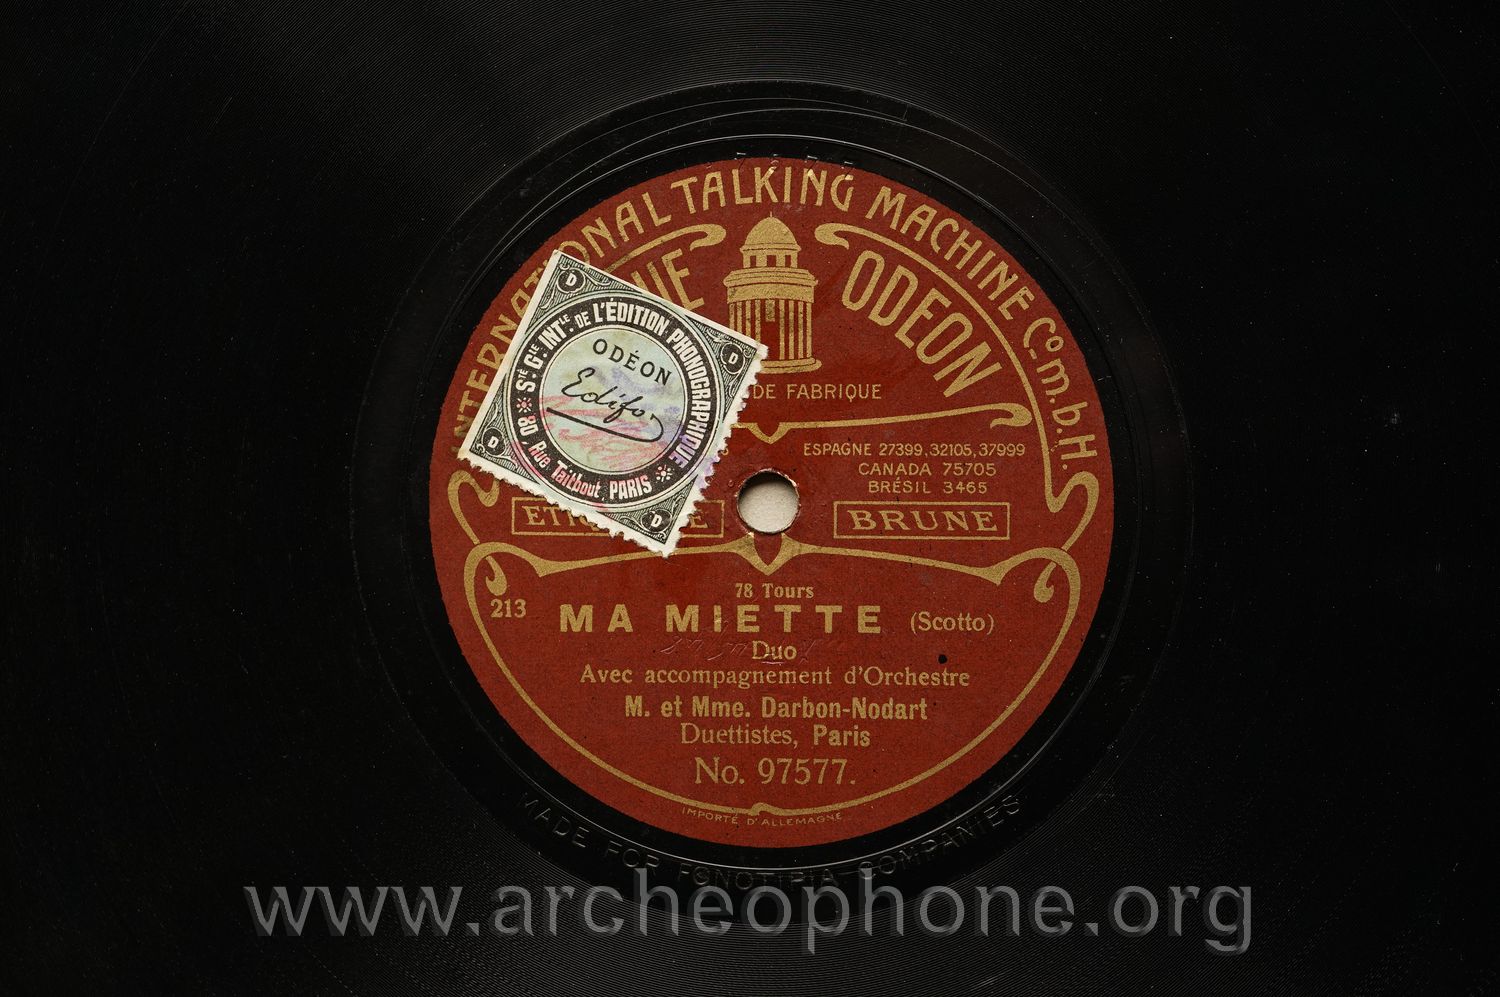 INTERNATIONAL TALKING MACHINE Co. m. b. H.
ODEON
DE FABRIQUE
ESPAGNE 27399, 32105, 37999
CANADA 75705
BRÉSIL 3465
BRUNE
Sté. Gle. INTle. DE L'ÉDITION PHONOGRAPHIQUE
ODÉON
Edifo
80, Rue Taitbout PARIS
D
D
D
D
78 Tours
213
MA MIETTE (Scotto)
Duo
Avec accompagnement d'Orchestre
M. et Mme. Darbon-Nodart
Duettistes, Paris
No. 97577.
IMPORTÉ D'ALLEMAGNE
MADE FOR FONOTIPIA COMPANIES
www.archeophone.org